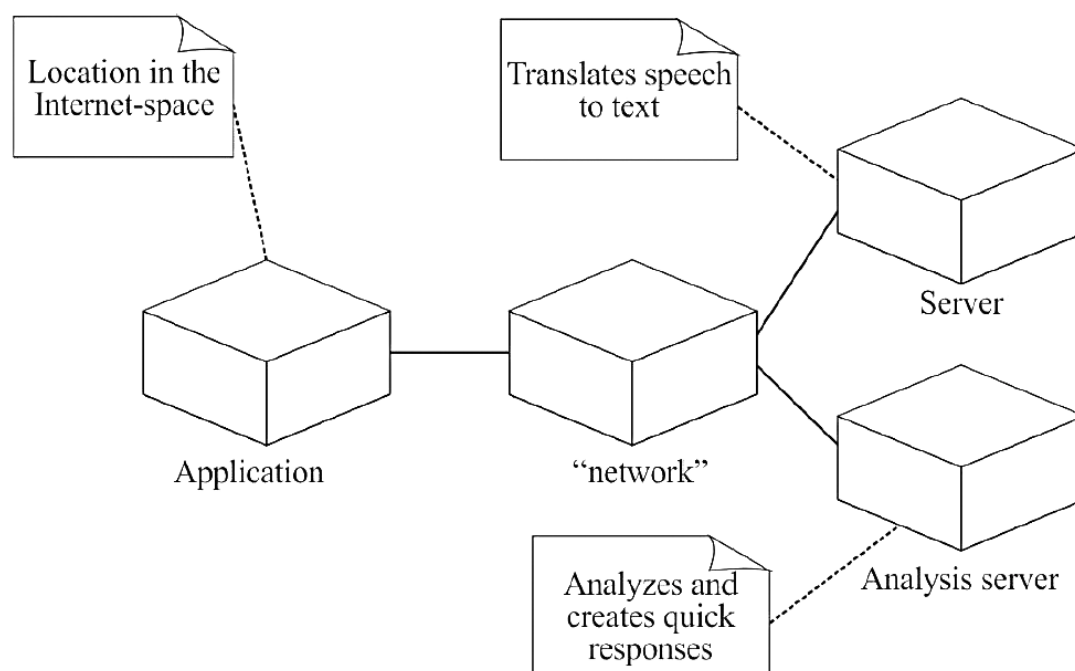 Location in the
Internet-space
Translates speech
to text
Server
Application
“network”
Analysis server
Analyzes and
creates quick
responses